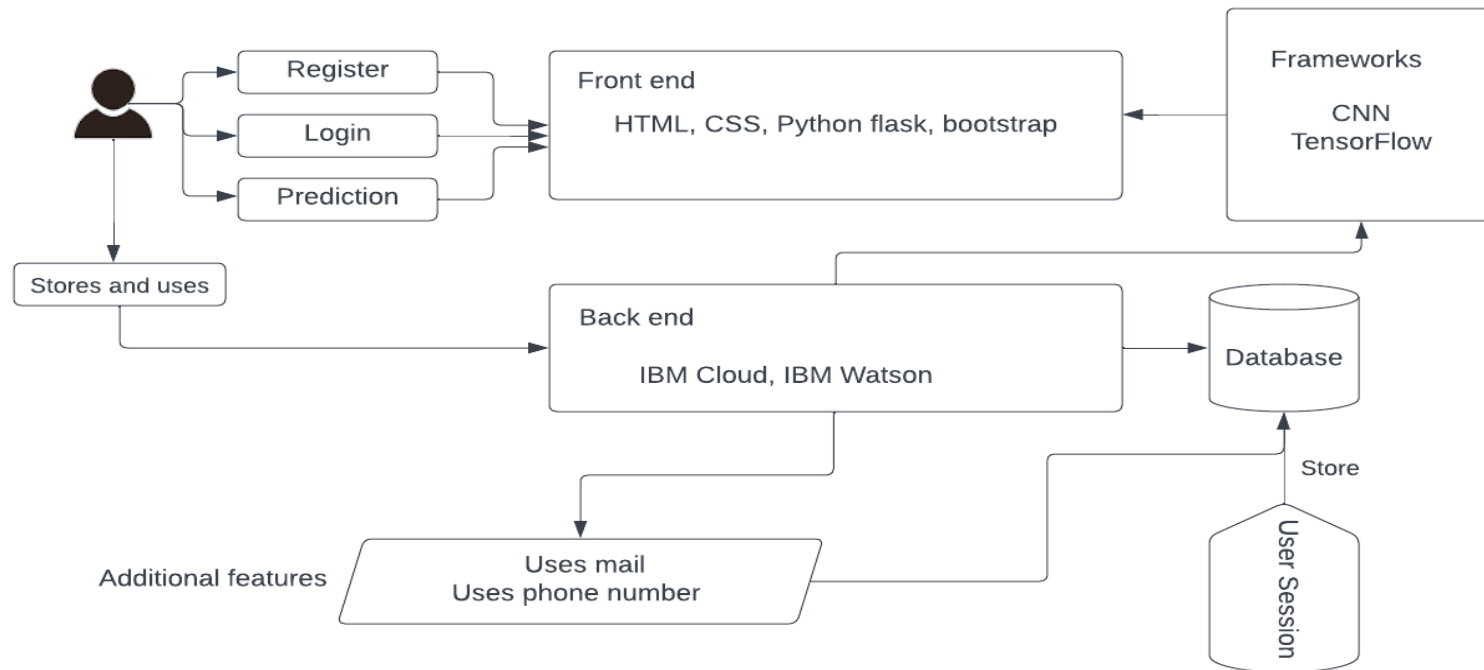 Register
Login
Prediction
Stores and uses
Front end
HTML, CSS, Python flask, bootstrap
Frameworks
CNN
TensorFlow
Back end
IBM Cloud, IBM Watson
Database
Store
User Session
Additional features
Uses mail
Uses phone number